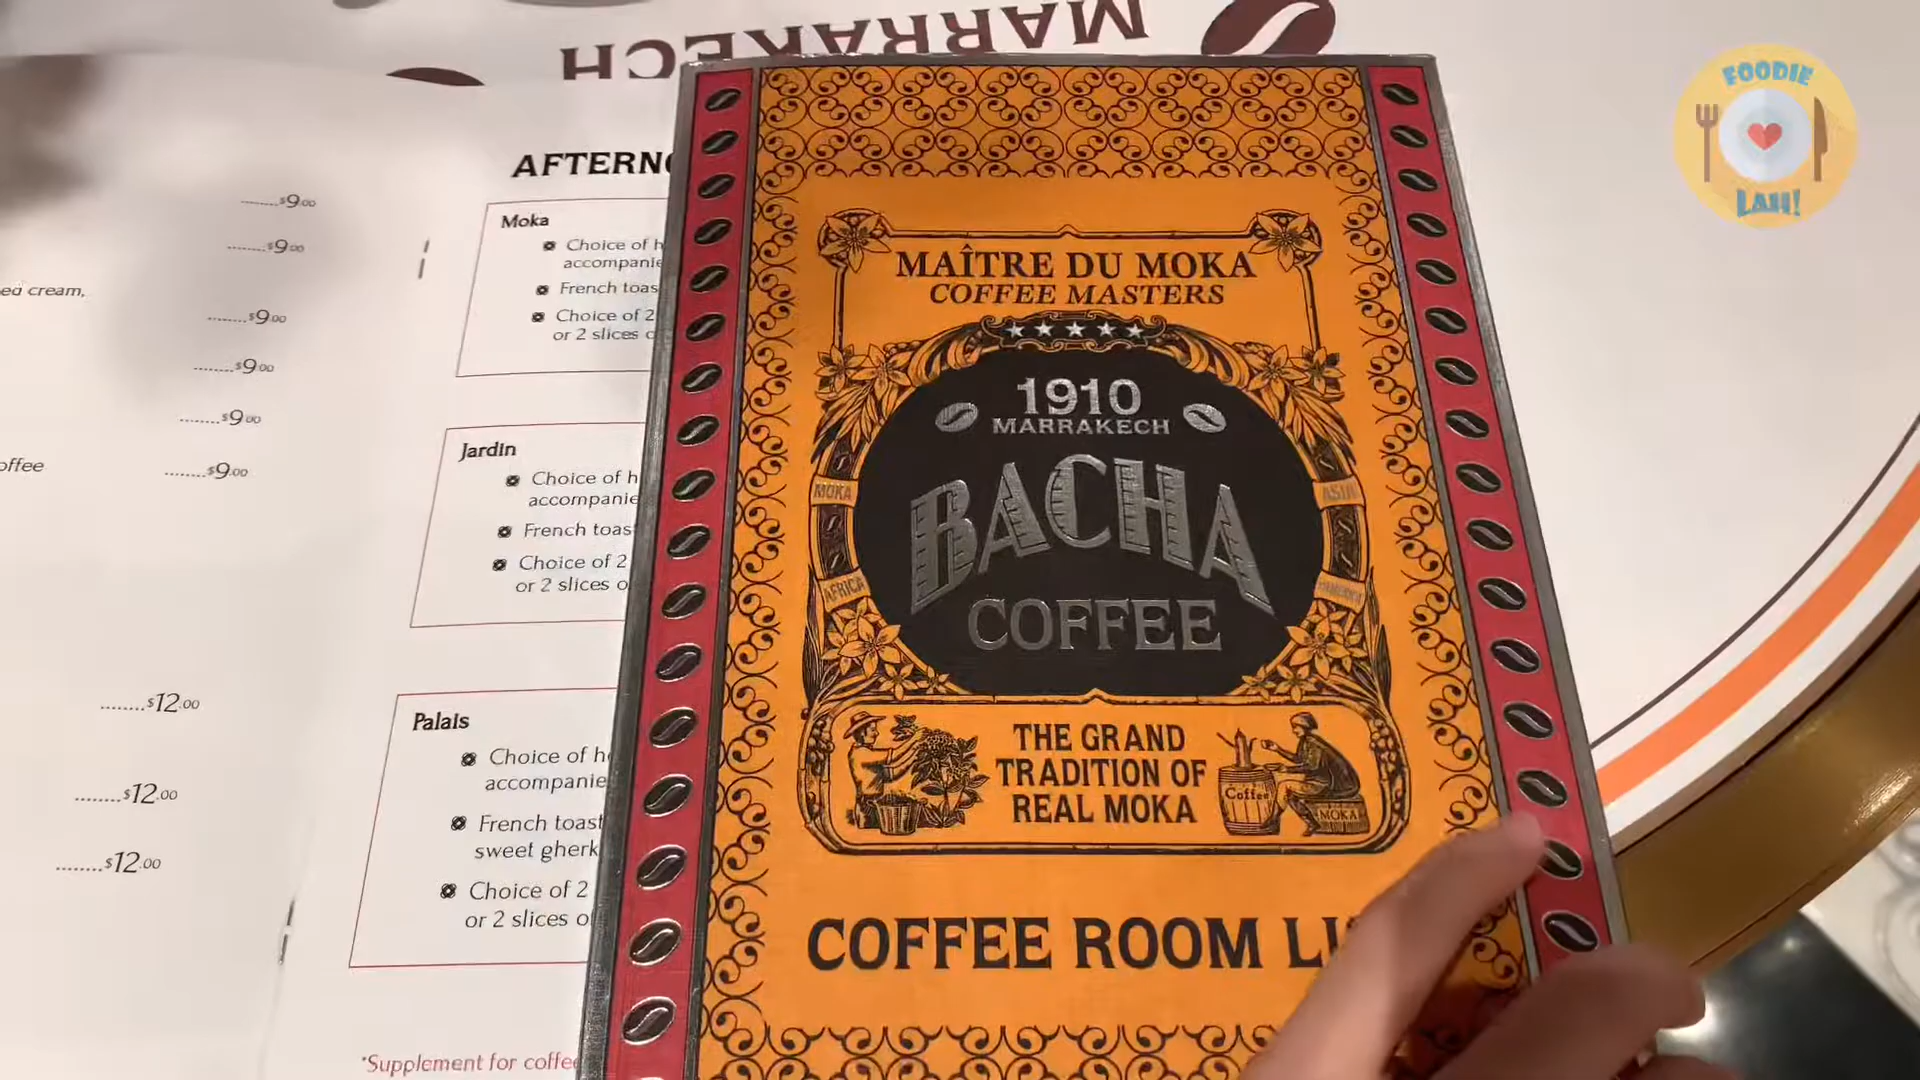 MARRAKECH
FOODIE
LAH!
$9.00
$9.00
ed cream,
$9.00
$9.00
$9.00
offee
$9.00
$12.00
$12.00
$12.00
Moka
Choice of
accompanie
French toas
Choice of 2
or 2 slices
Jardin
Choice of
accompanie
French toast
Choice of 2
or 2 slices
Palais
Choice of
accompanie
French toast
sweet gherk
Choice of 2
or 2 slices
*Supplement for coffee
MAÎTRE DU MOKA
COFFEE MASTERS
1910
MARRAKECH
BACHA
COFFEE
MOKA
ASIA
AFRICA
THE GRAND
TRADITION OF
REAL MOKA
Coffee
MOKA
COFFEE ROOM